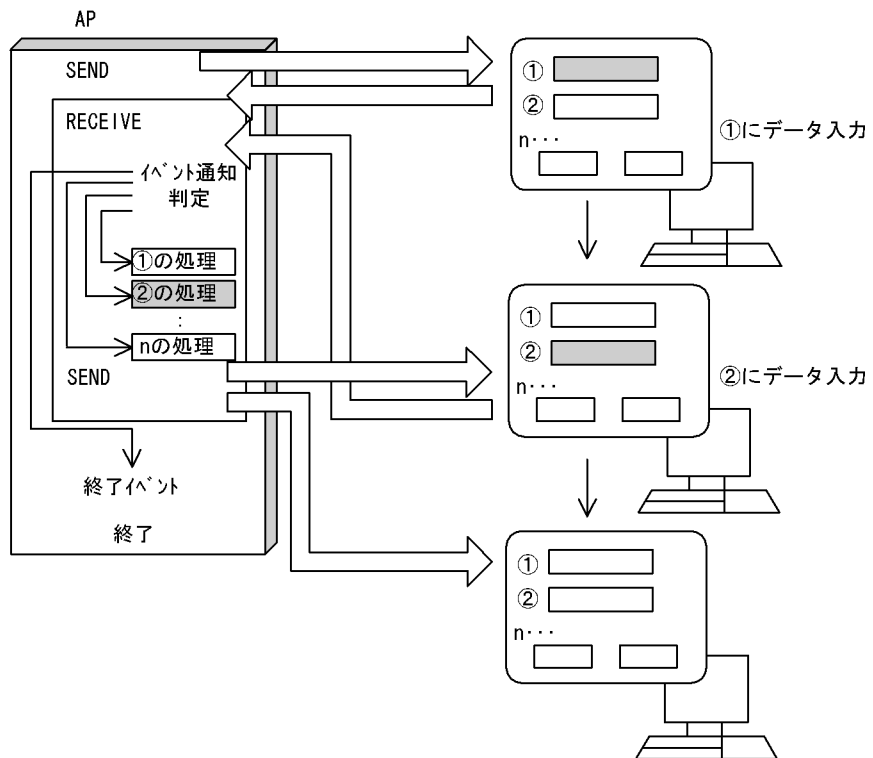 AP
SEND
RECEIVE
ｲﾍﾞﾝﾄ通知
判定
①の処理
②の処理
:
nの処理
SEND
終了ｲﾍﾞﾝﾄ
終了
①
②
n･･･
①にデータ入力
①
②
n･･･
②にデータ入力
①
②
n･･･